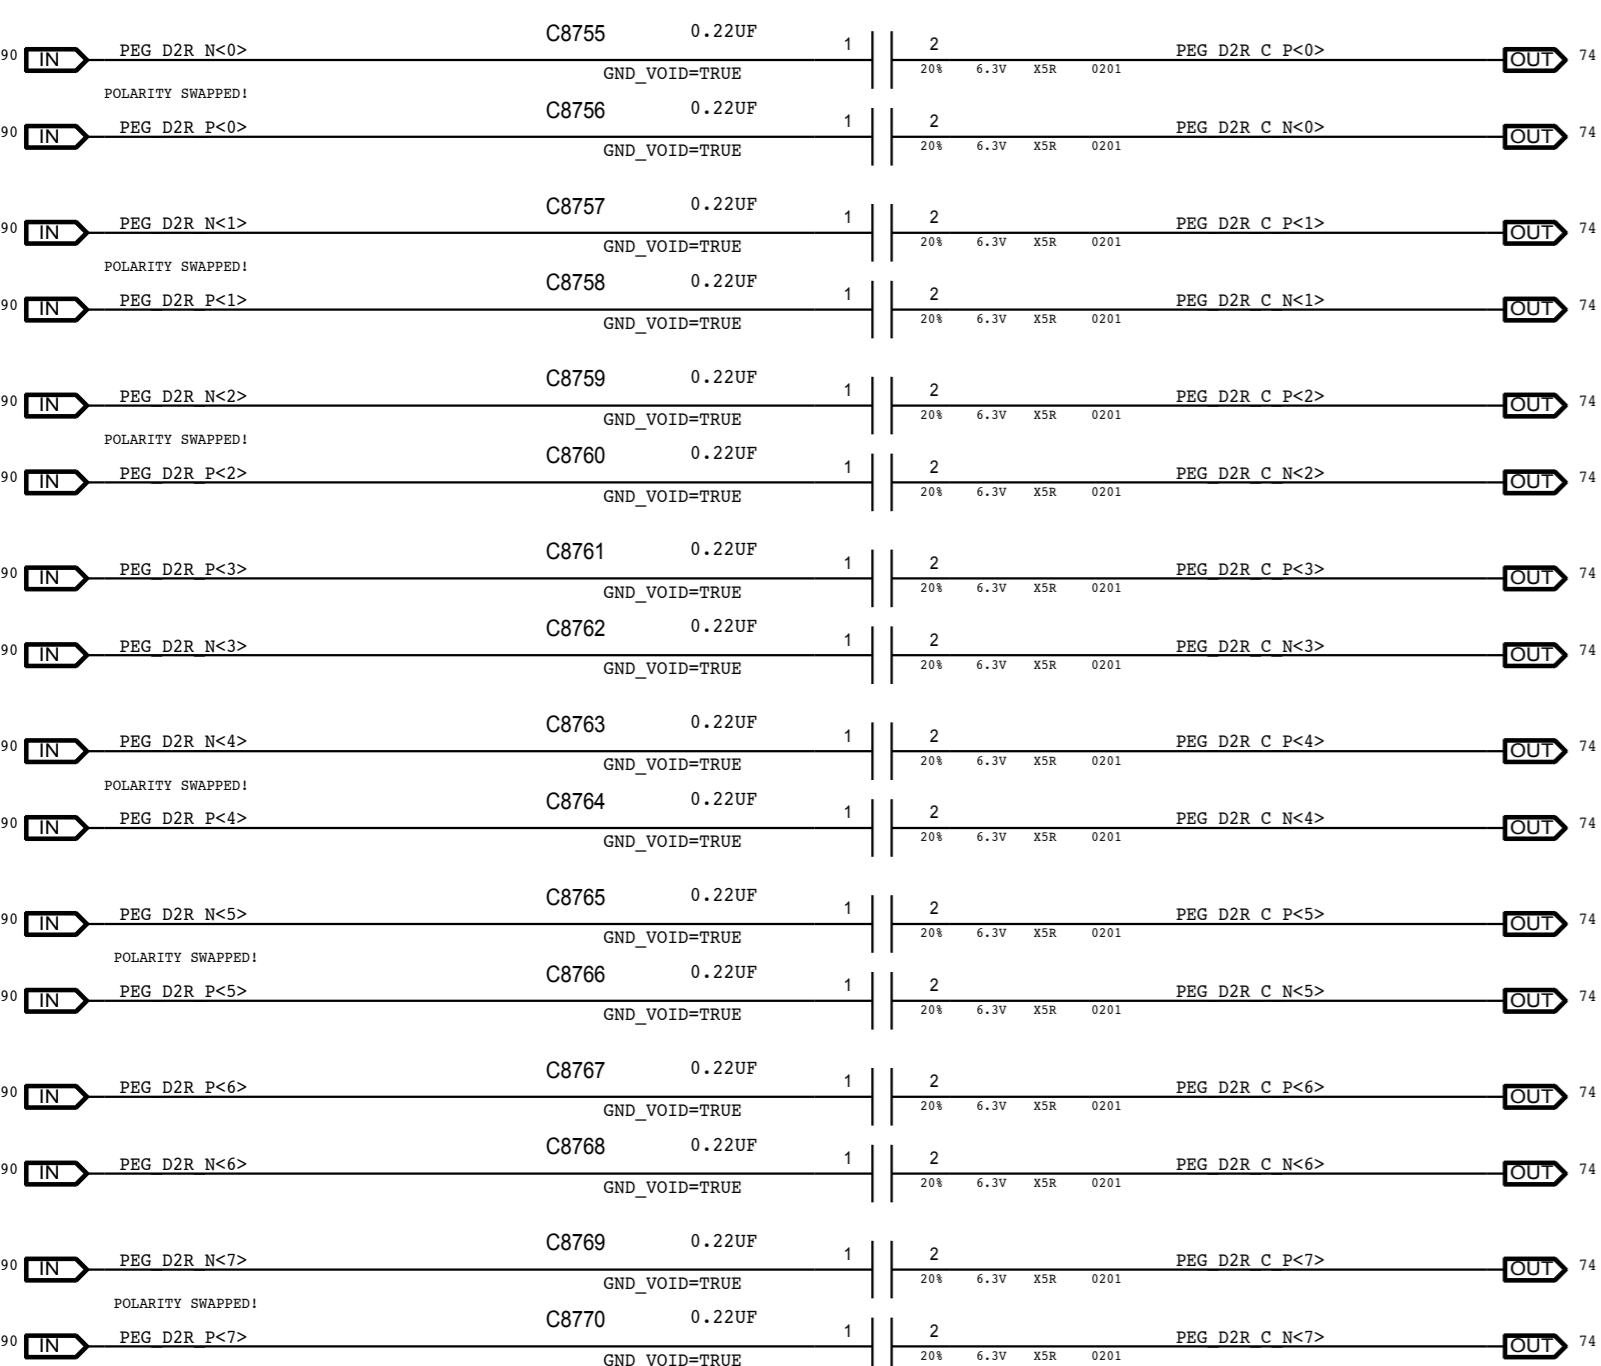 C8755 0.22UF
90 IN PEG_D2R_N<0> 1 2 PEG_D2R_C_P<0> OUT 74
GND_VOID=TRUE 20% 6.3V X5R 0201
POLARITY SWAPPED!
C8756 0.22UF
90 IN PEG_D2R_P<0> 1 2 PEG_D2R_C_N<0> OUT 74
GND_VOID=TRUE 20% 6.3V X5R 0201
C8757 0.22UF
90 IN PEG_D2R_N<1> 1 2 PEG_D2R_C_P<1> OUT 74
GND_VOID=TRUE 20% 6.3V X5R 0201
POLARITY SWAPPED!
C8758 0.22UF
90 IN PEG_D2R_P<1> 1 2 PEG_D2R_C_N<1> OUT 74
GND_VOID=TRUE 20% 6.3V X5R 0201
C8759 0.22UF
90 IN PEG_D2R_N<2> 1 2 PEG_D2R_C_P<2> OUT 74
GND_VOID=TRUE 20% 6.3V X5R 0201
POLARITY SWAPPED!
C8760 0.22UF
90 IN PEG_D2R_P<2> 1 2 PEG_D2R_C_N<2> OUT 74
GND_VOID=TRUE 20% 6.3V X5R 0201
C8761 0.22UF
90 IN PEG_D2R_P<3> 1 2 PEG_D2R_C_P<3> OUT 74
GND_VOID=TRUE 20% 6.3V X5R 0201
C8762 0.22UF
90 IN PEG_D2R_N<3> 1 2 PEG_D2R_C_N<3> OUT 74
GND_VOID=TRUE 20% 6.3V X5R 0201
C8763 0.22UF
90 IN PEG_D2R_N<4> 1 2 PEG_D2R_C_P<4> OUT 74
GND_VOID=TRUE 20% 6.3V X5R 0201
POLARITY SWAPPED!
C8764 0.22UF
90 IN PEG_D2R_P<4> 1 2 PEG_D2R_C_N<4> OUT 74
GND_VOID=TRUE 20% 6.3V X5R 0201
C8765 0.22UF
90 IN PEG_D2R_N<5> 1 2 PEG_D2R_C_P<5> OUT 74
GND_VOID=TRUE 20% 6.3V X5R 0201
POLARITY SWAPPED!
C8766 0.22UF
90 IN PEG_D2R_P<5> 1 2 PEG_D2R_C_N<5> OUT 74
GND_VOID=TRUE 20% 6.3V X5R 0201
C8767 0.22UF
90 IN PEG_D2R_P<6> 1 2 PEG_D2R_C_P<6> OUT 74
GND_VOID=TRUE 20% 6.3V X5R 0201
C8768 0.22UF
90 IN PEG_D2R_N<6> 1 2 PEG_D2R_C_N<6> OUT 74
GND_VOID=TRUE 20% 6.3V X5R 0201
C8769 0.22UF
90 IN PEG_D2R_N<7> 1 2 PEG_D2R_C_P<7> OUT 74
GND_VOID=TRUE 20% 6.3V X5R 0201
POLARITY SWAPPED!
C8770 0.22UF
90 IN PEG_D2R_P<7> 1 2 PEG_D2R_C_N<7> OUT 74
GND_VOID=TRUE 20% 6.3V X5R 0201